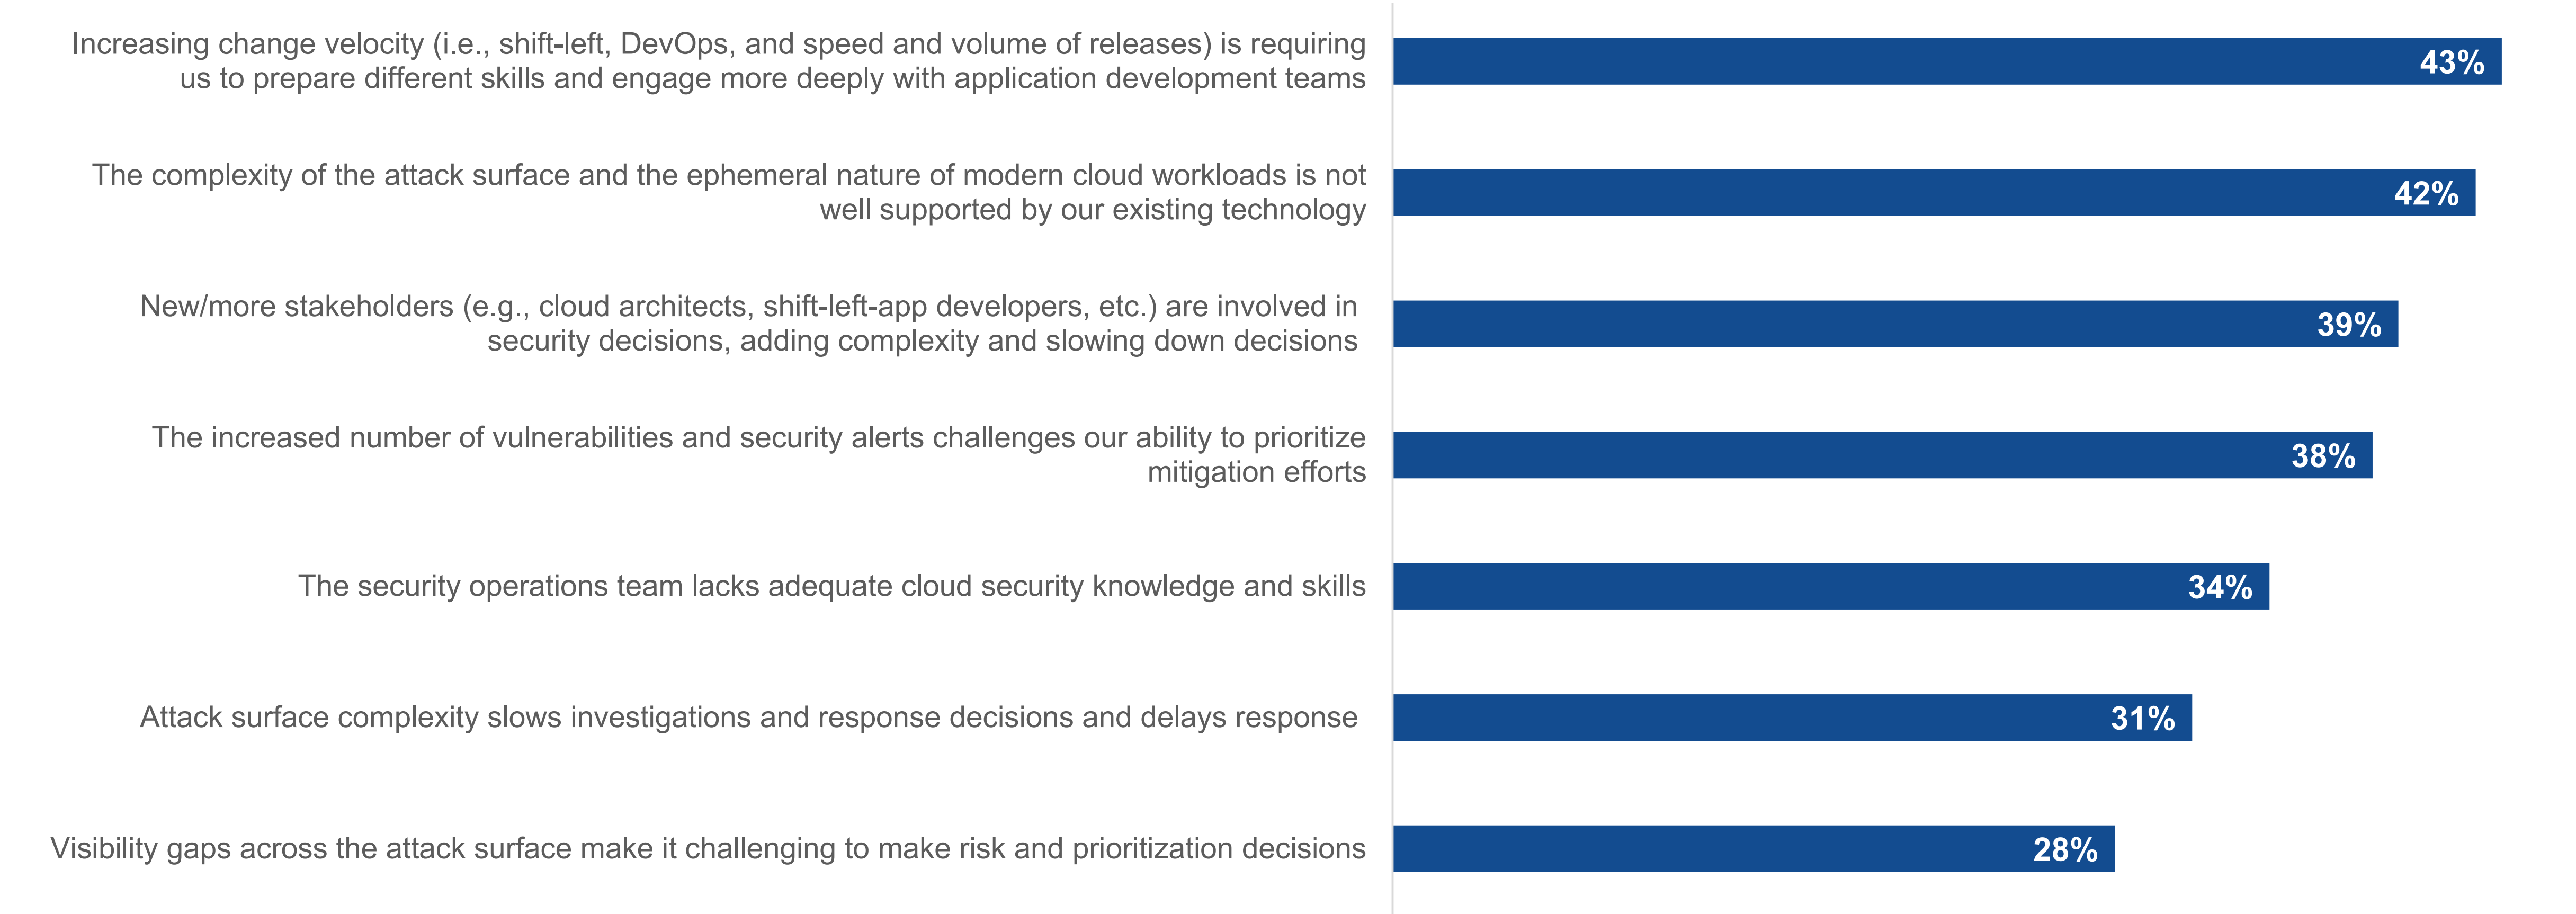 Increasing change velocity (i.e., shift-left, DevOps, and speed and volume of releases) is requiring
us to prepare different skills and engage more deeply with application development teams
43%
The complexity of the attack surface and the ephemeral nature of modern cloud workloads is not
well supported by our existing technology
42%
New/more stakeholders (e.g., cloud architects, shift-left-app developers, etc.) are involved in
security decisions, adding complexity and slowing down decisions
39%
The increased number of vulnerabilities and security alerts challenges our ability to prioritize
mitigation efforts
38%
The security operations team lacks adequate cloud security knowledge and skills
34%
Attack surface complexity slows investigations and response decisions and delays response
31%
Visibility gaps across the attack surface make it challenging to make risk and prioritization decisions
28%